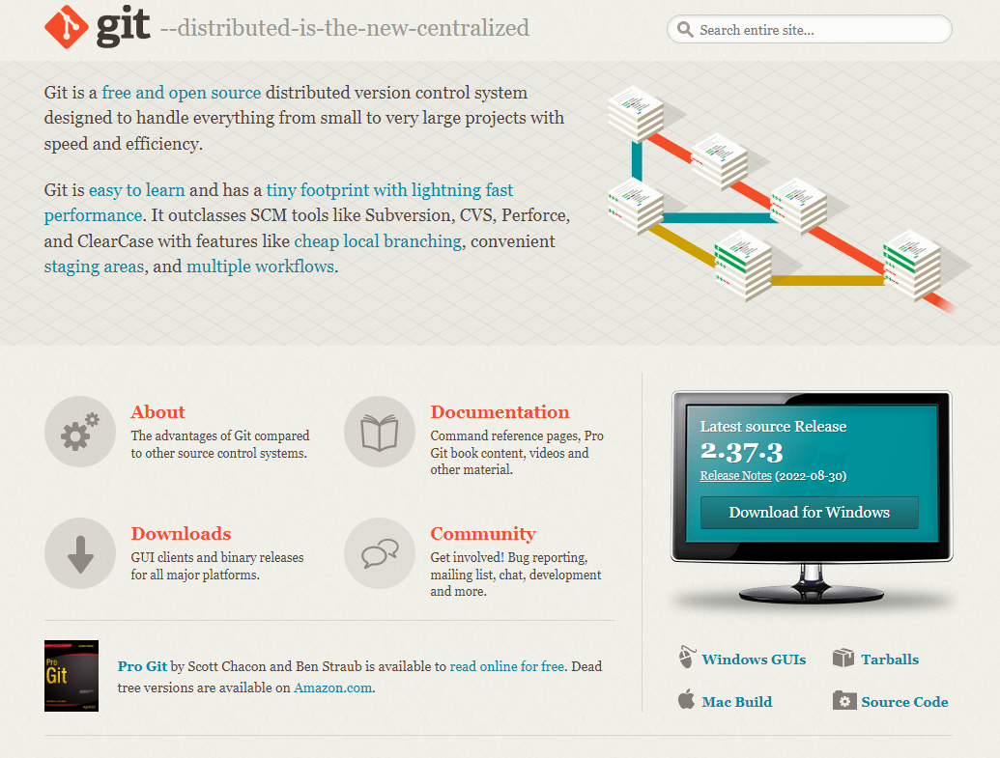 git --distributed-is-the-new-centralized
Search entire site...
Git is a free and open source distributed version control system
designed to handle everything from small to very large projects with
speed and efficiency.
Git is easy to learn and has a tiny footprint with lightning fast
performance. It outclasses SCM tools like Subversion, CVS, Perforce,
and ClearCase with features like cheap local branching, convenient
staging areas, and multiple workflows.
About
The advantages of Git compared
to other source control systems.
Documentation
Command reference pages, Pro
Git book content, videos and
other material.
Downloads
GUI clients and binary releases
for all major platforms.
Community
Get involved! Bug reporting,
mailing list, chat, development
and more.
Pro
Git
Pro Git by Scott Chacon and Ben Straub is available to read online for free. Dead
tree versions are available on Amazon.com.
Latest source Release
2.37.3
Release Notes (2022-08-30)
Download for Windows
Windows GUIs
Tarballs
Mac Build
Source Code